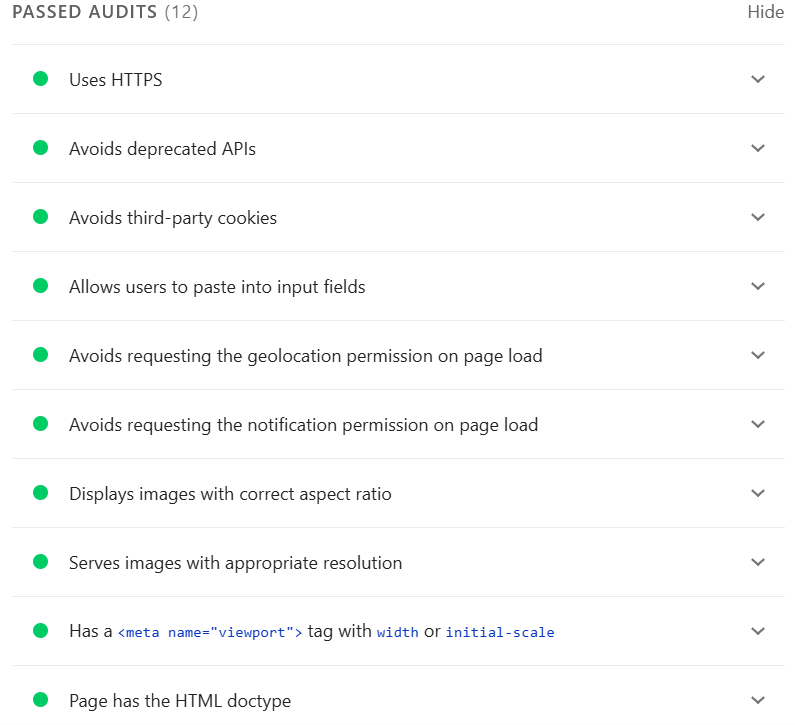 PASSED AUDITS (12) Hide
Uses HTTPS
Avoids deprecated APIs
Avoids third-party cookies
Allows users to paste into input fields
Avoids requesting the geolocation permission on page load
Avoids requesting the notification permission on page load
Displays images with correct aspect ratio
Serves images with appropriate resolution
Has a <meta name="viewport"> tag with width or initial-scale
Page has the HTML doctype